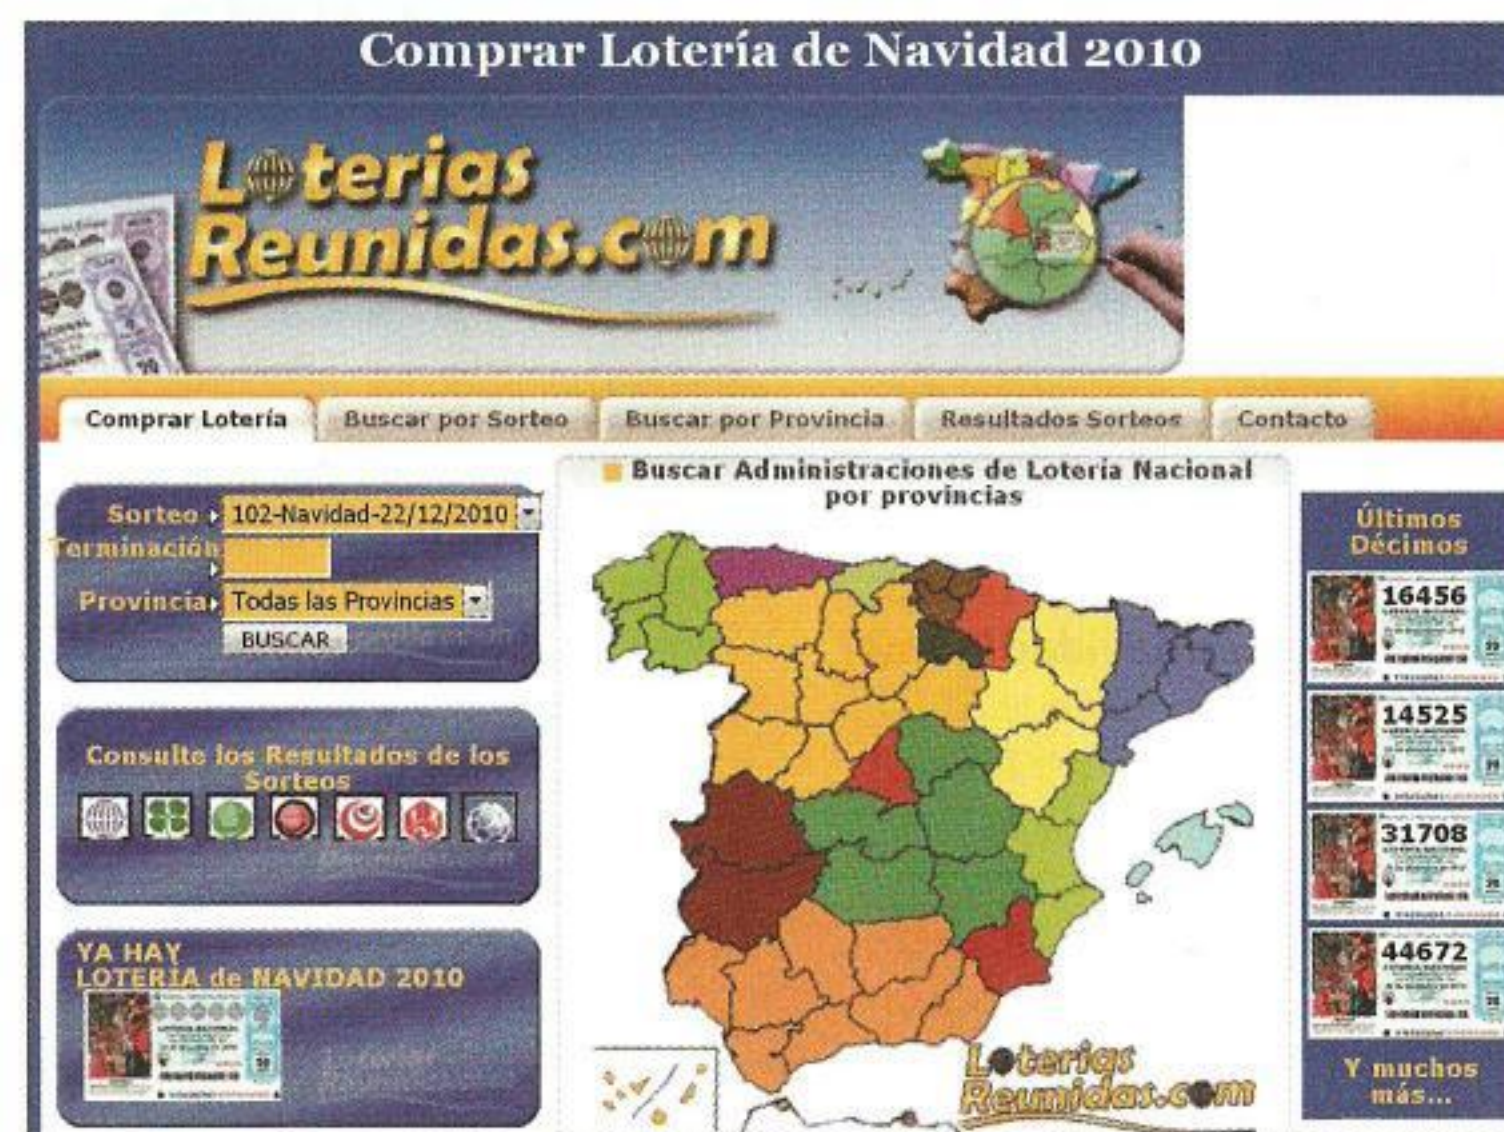 Comprar Lotería de Navidad 2010
Loterias
Reunidas.com
Comprar Lotería
Buscar por Sorteo
Buscar por Provincia
Resultados Sorteos
Contacto
Sorteo
102-Navidad-22/12/2010
Terminación
Provincia
Todas las Provincias
BUSCAR
Consulte los Resultados de los
Sorteos
YA HAY
LOTERÍA de NAVIDAD 2010
Buscar Administraciones de Lotería Nacional
por provincias
Loterias
Reunidas.com
Últimos
Décimos
16456
14525
31708
44672
Y muchos
más...